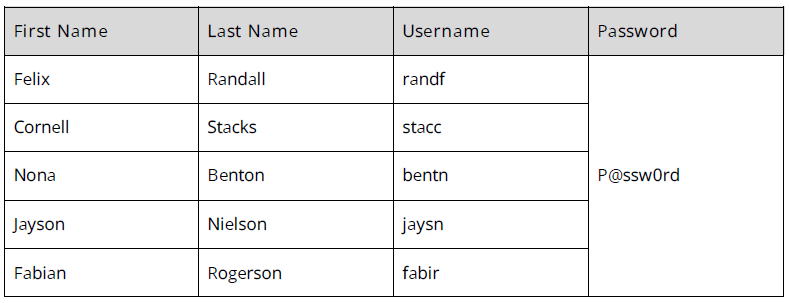 First Name Last Name Username Password
Felix Randall randf
Cornell Stacks stacc
Nona Benton bentn P@ssw0rd
Jayson Nielson jaysn
Fabian Rogerson fabir